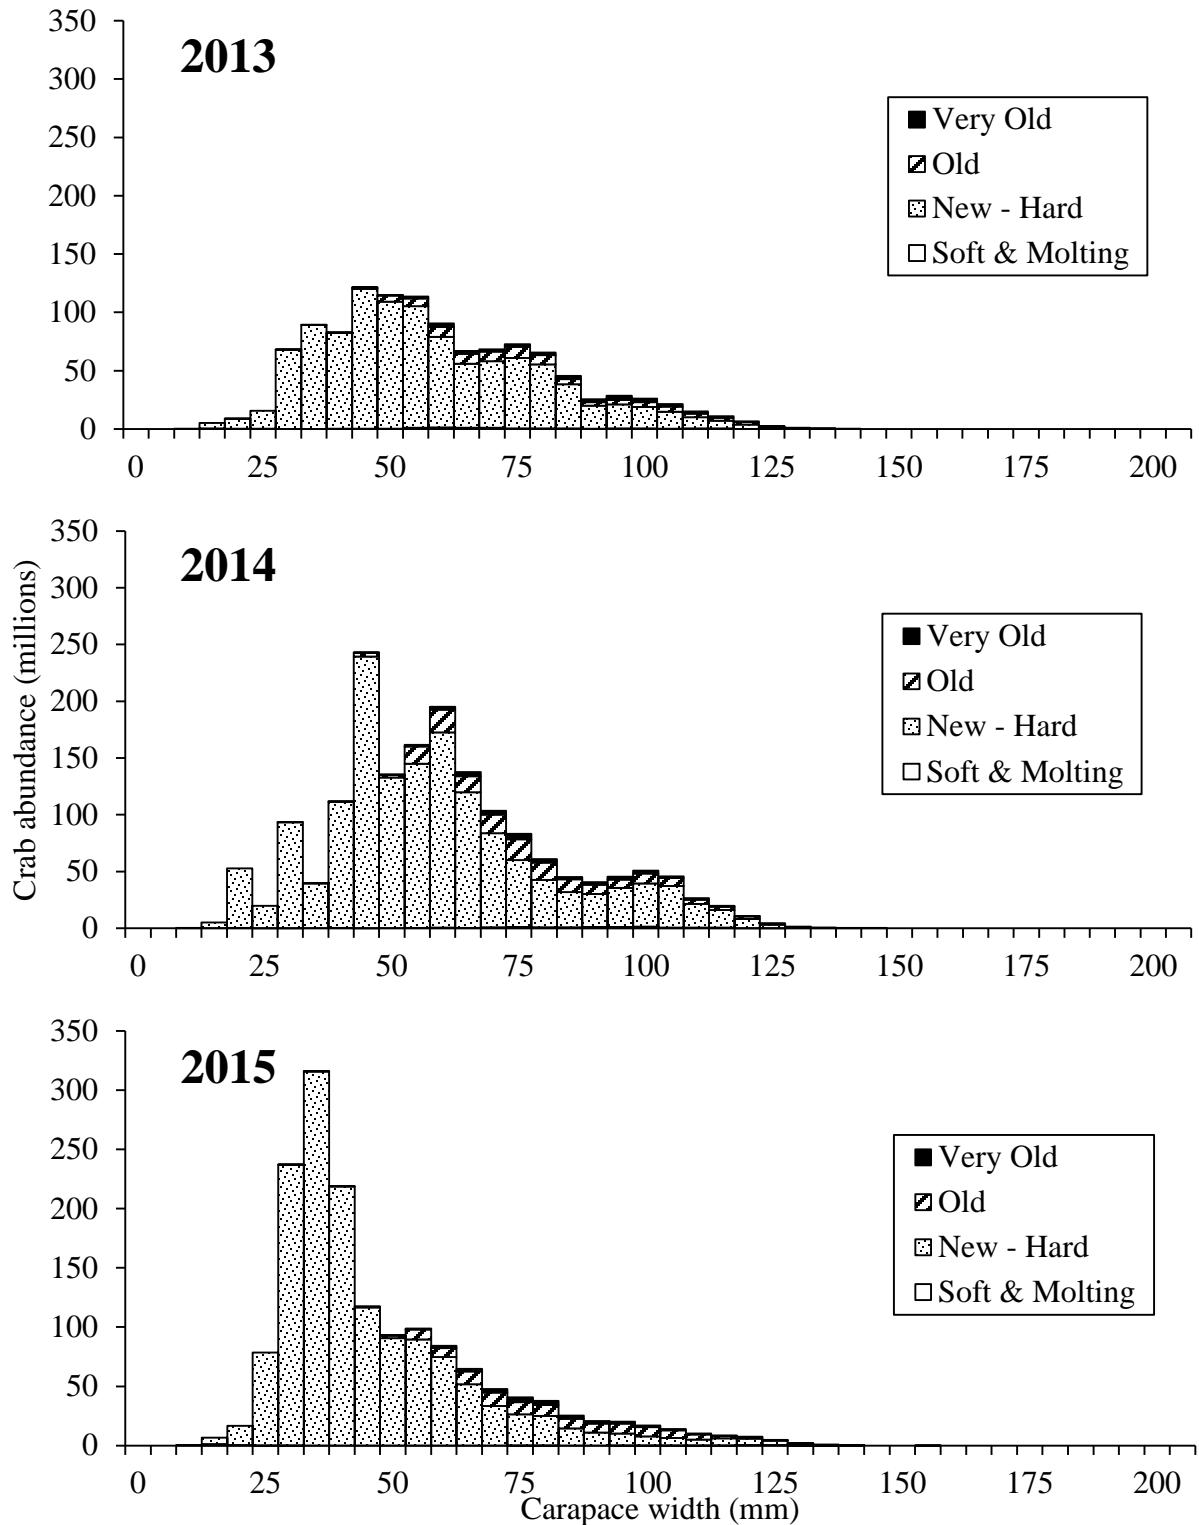 350
2013
300
250
200
150
100
50
0
Very Old
Old
New - Hard
Soft & Molting
0 25 50 75 100 125 150 175 200
Crab abundance (millions)
350
2014
300
250
200
150
100
50
0
Very Old
Old
New - Hard
Soft & Molting
0 25 50 75 100 125 150 175 200
350
2015
300
250
200
150
100
50
0
Very Old
Old
New - Hard
Soft & Molting
0 25 50 75 100 125 150 175 200
Carapace width (mm)